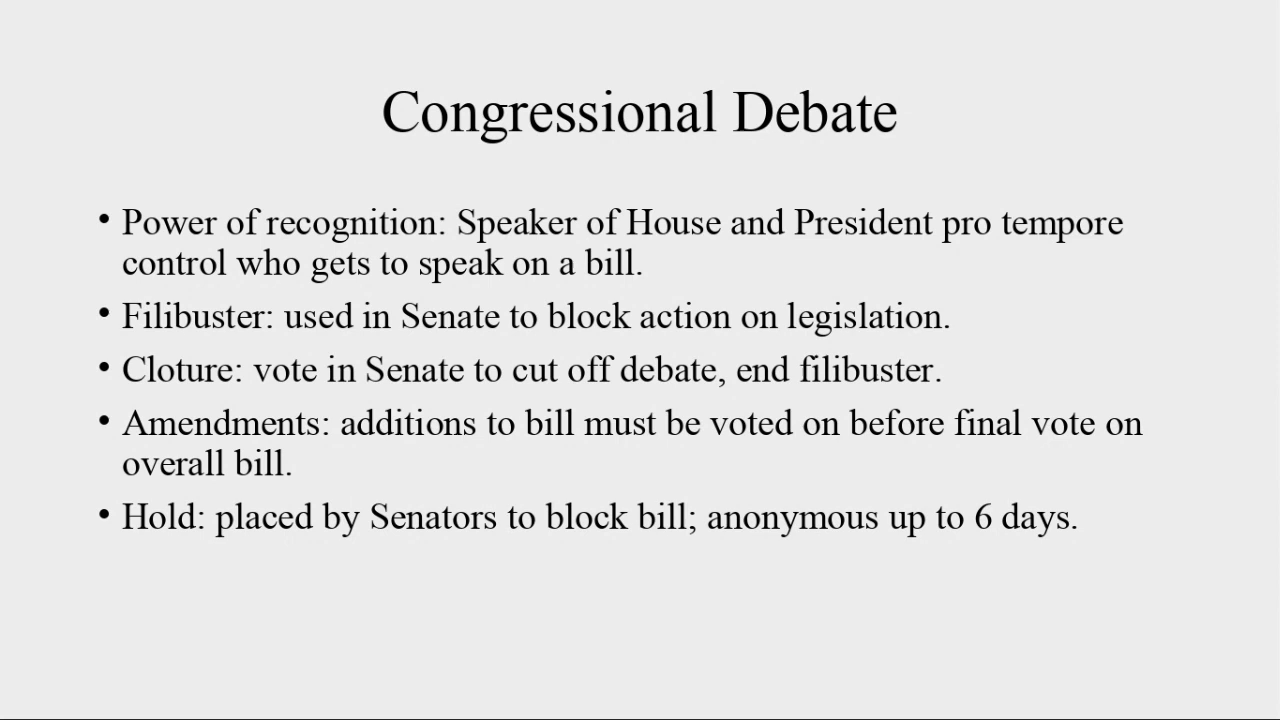 Congressional Debate
• Power of recognition: Speaker of House and President pro tempore
control who gets to speak on a bill.
• Filibuster: used in Senate to block action on legislation.
• Cloture: vote in Senate to cut off debate, end filibuster.
• Amendments: additions to bill must be voted on before final vote on
overall bill.
• Hold: placed by Senators to block bill; anonymous up to 6 days.